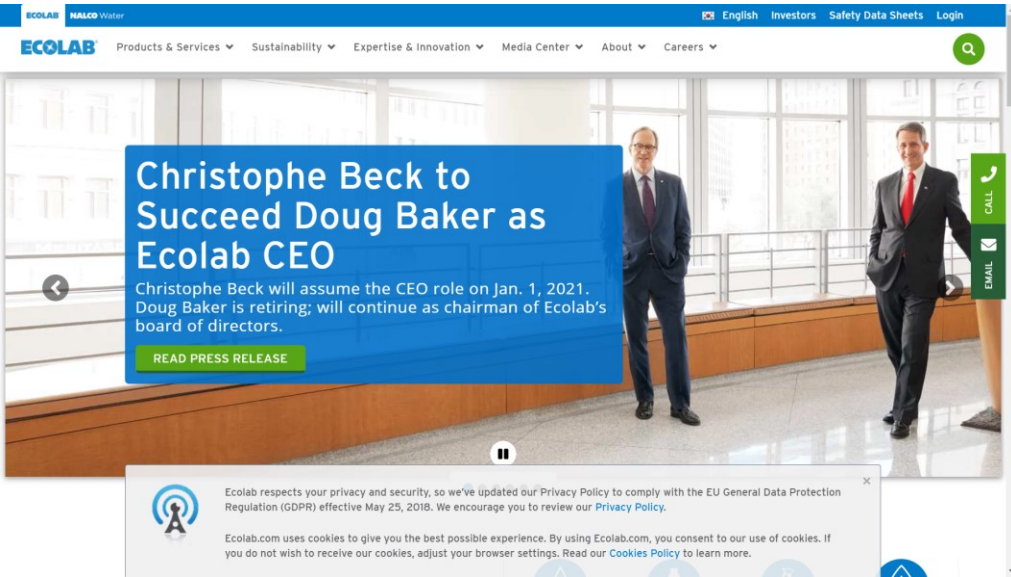 ECOLAB NALCO Water English Investors Safety Data Sheets Login
ECOLAB Products & Services Sustainability Expertise & Innovation Media Center About Careers
Christophe Beck to
Succeed Doug Baker as
Ecolab CEO
Christophe Beck will assume the CEO role on Jan. 1, 2021.
Doug Baker is retiring; will continue as chairman of Ecolab's
board of directors.
READ PRESS RELEASE
CALL
EMAIL
Ecolab respects your privacy and security, so we've updated our Privacy Policy to comply with the EU General Data Protection
Regulation (GDPR) effective May 25, 2018. We encourage you to review our Privacy Policy.
Ecolab.com uses cookies to give you the best possible experience. By using Ecolab.com, you consent to our use of cookies. If
you do not wish to receive our cookies, adjust your browser settings. Read our Cookies Policy to learn more.